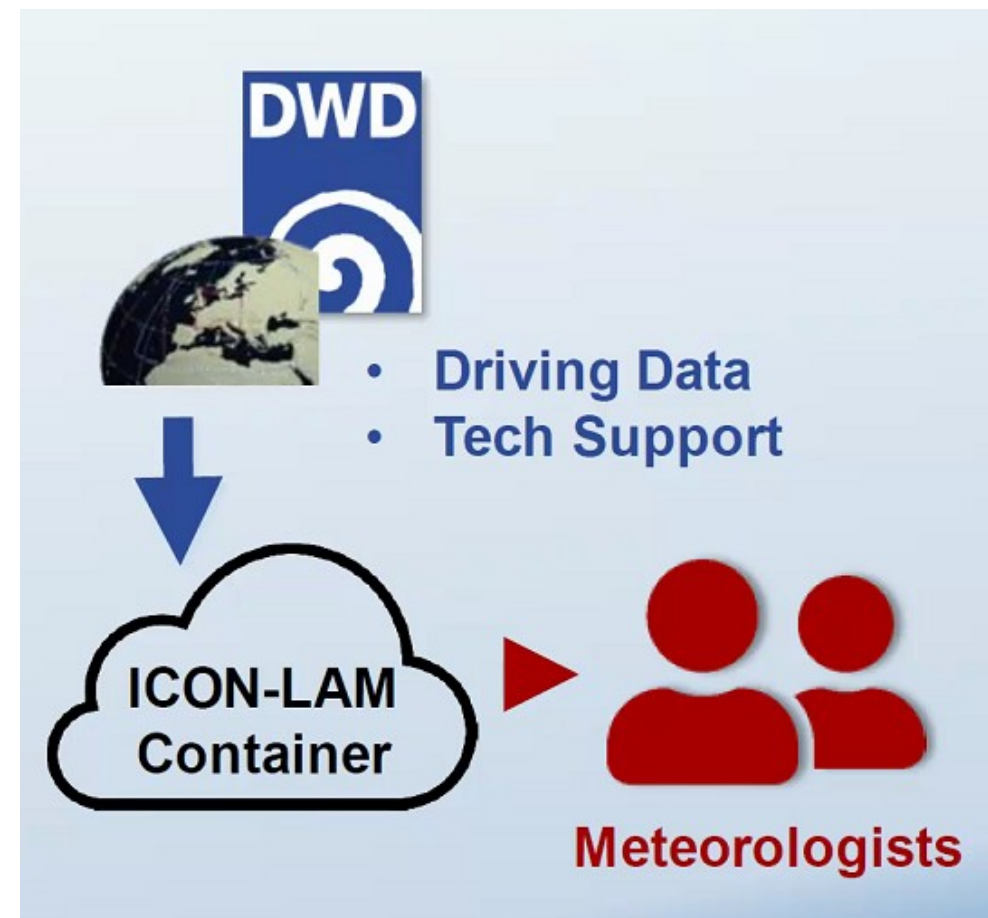 DWD
• Driving Data
• Tech Support
ICON-LAM
Container
Meteorologists